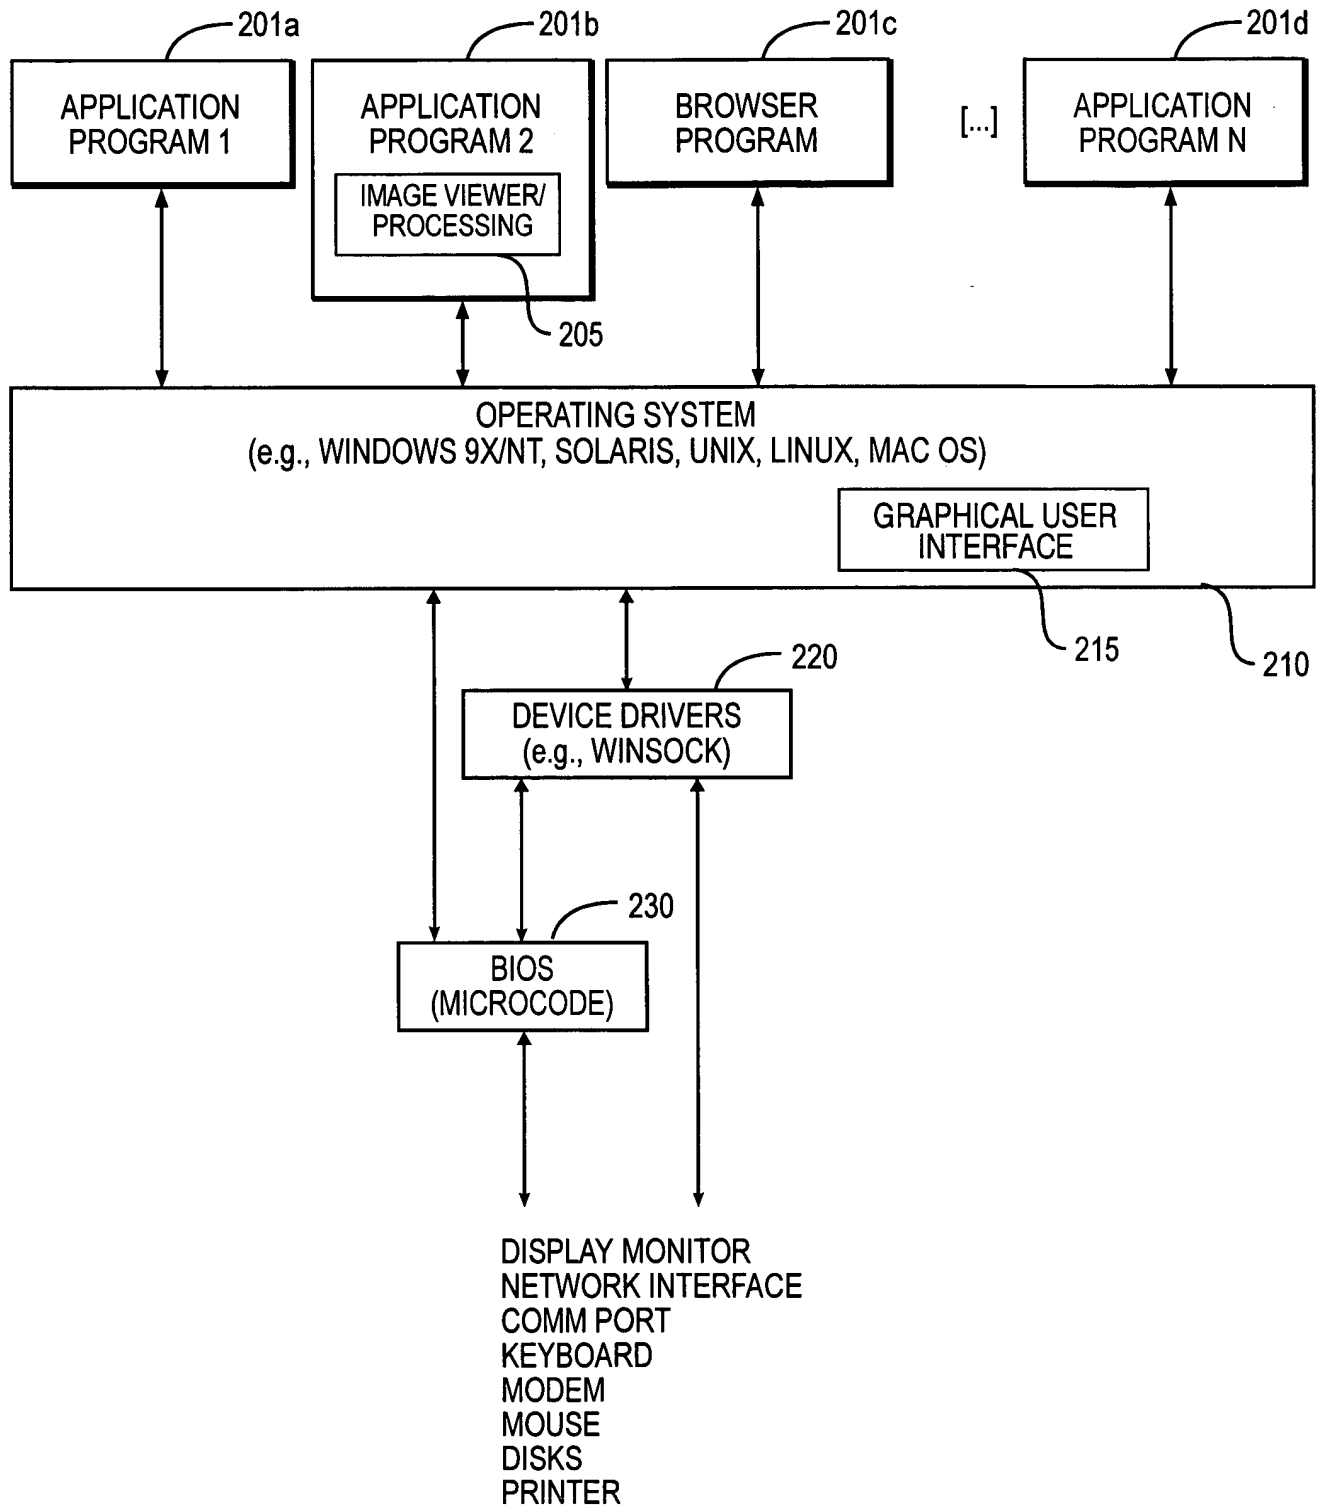 201a
201b
201c
201d
APPLICATION
PROGRAM 1
APPLICATION
PROGRAM 2
IMAGE VIEWER/
PROCESSING
BROWSER
PROGRAM
[...]
APPLICATION
PROGRAM N
205
OPERATING SYSTEM
(e.g., WINDOWS 9X/NT, SOLARIS, UNIX, LINUX, MAC OS)
GRAPHICAL USER
INTERFACE
215
210
220
DEVICE DRIVERS
(e.g., WINSOCK)
230
BIOS
(MICROCODE)
DISPLAY MONITOR
NETWORK INTERFACE
COMM PORT
KEYBOARD
MODEM
MOUSE
DISKS
PRINTER